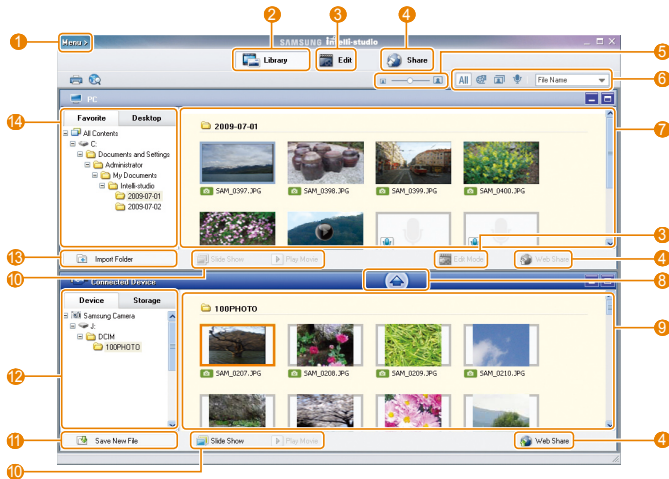 2 3 4
1 Menu > SAMSUNG intelli-studio
Library Edit Share 5
All File Name 6
PC
14 Favorite Desktop 7
All Contents 2009-07-01
C:
Documents and Settings
Administrator
My Documents
Intelli-studio SAM_0397.JPG SAM_0398.JPG SAM_0399.JPG SAM_0400.JPG
2009-07-01
2009-07-02
3
13 Import Folder Slide Show Play Movie Edit Mode Web Share 4
10
Connected Device 8
Device Storage
Samsung Camera 100PHOTO
J: 9
DCIM
100PHOTO
12 SAM_0207.JPG SAM_0208.JPG SAM_0209.JPG SAM_0210.JPG
11 Save New File Slide Show Play Movie Web Share 4
10